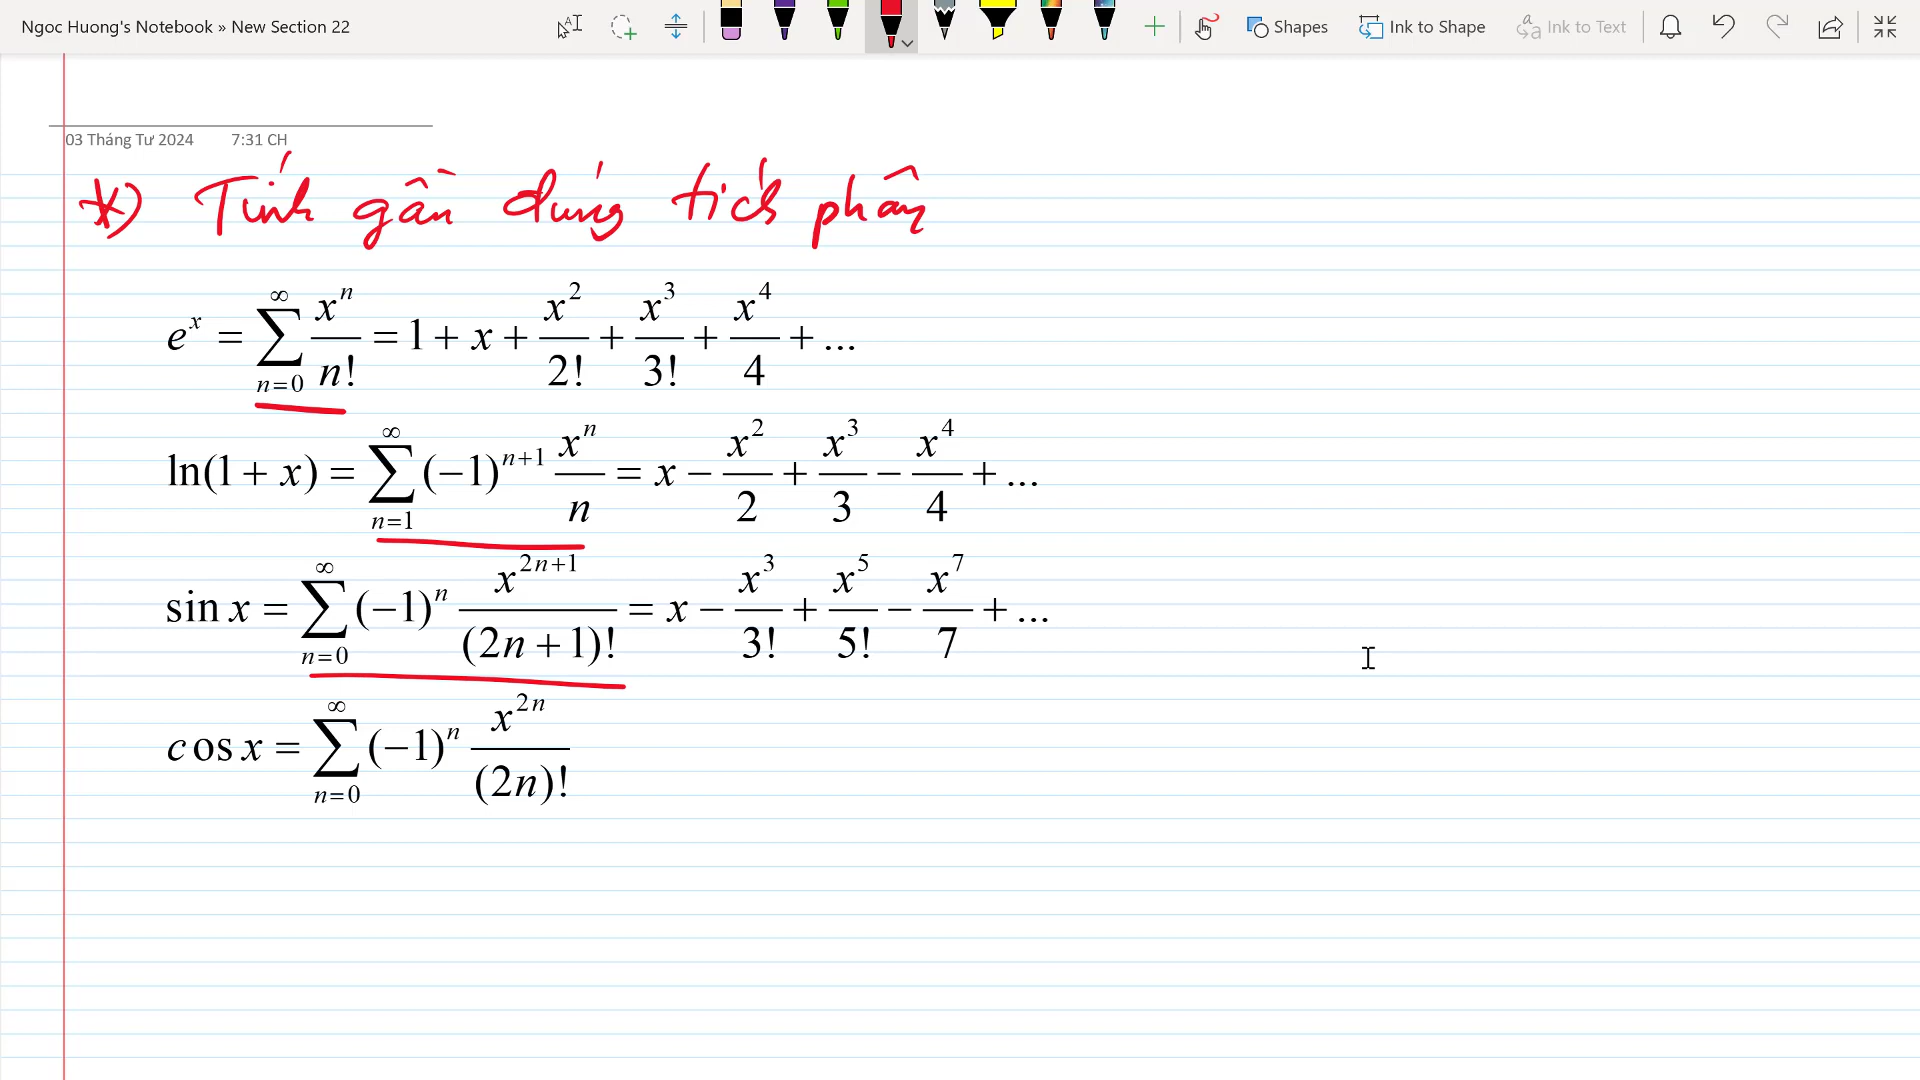 Ngoc Huong's Notebook » New Section 22
Shapes
Ink to Shape
Ink to Text
03 Tháng Tư 2024 7:31 CH
*) Tính gần đúng tích phân
e^x = ∑_{n=0}^{∞} x^n/n! = 1 + x + x^2/2! + x^3/3! + x^4/4 + ...
ln(1 + x) = ∑_{n=1}^{∞} (−1)^{n+1} x^n/n = x − x^2/2 + x^3/3 − x^4/4 + ...
sin x = ∑_{n=0}^{∞} (−1)^n x^{2n+1}/(2n + 1)! = x − x^3/3! + x^5/5! − x^7/7 + ...
cos x = ∑_{n=0}^{∞} (−1)^n x^{2n}/(2n)!